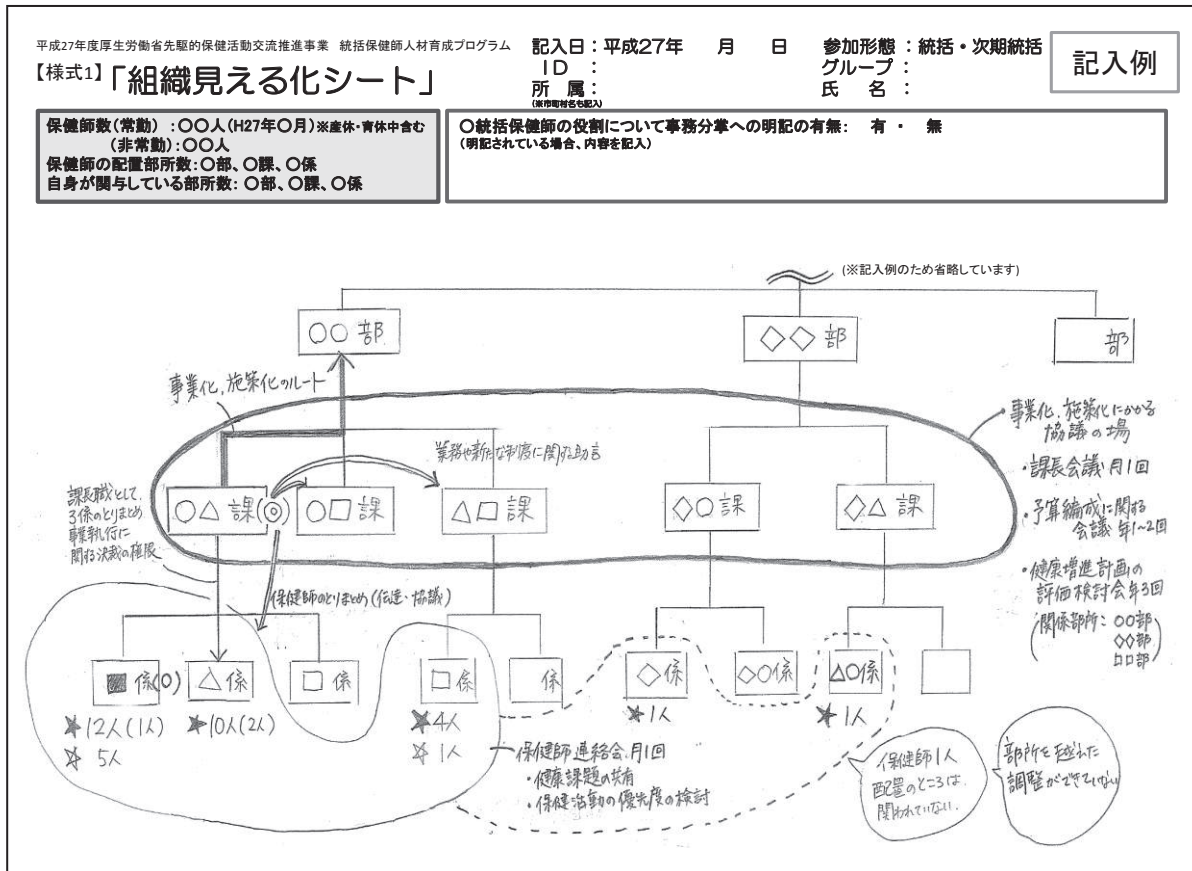 平成27年度厚生労働省先駆的保健活動交流推進事業 統括保健師人材育成プログラム
【様式1】「組織見える化シート」
記入日：平成27年 月 日
ID ：
所 属：
(※市町村名も記入)
参加形態 ：統括・次期統括
グループ ：
氏 名 ：
記入例
保健師数(常勤) ：〇〇人(H27年〇月)※産休・育休中含む
(非常勤)：〇〇人
保健師の配置部所数：〇部、〇課、〇係
自身が関与している部所数： 〇部、〇課、〇係
〇統括保健師の役割について事務分掌への明記の有無： 有 ・ 無
(明記されている場合、内容を記入)
(※記入例のため省略しています)
○○部
◇◇部
部
事業化、施策化のルート
業務や新たな制度に関する助言
課長職として、
3係のとりまとめ
事業執行に
関する決裁の権限
○△課(◎)
○□課
△□課
◇○課
◇△課
・事業化、施策化にかかる
協議の場
・課長会議 月1回
・予算編成に関する
会議 年1~2回
・健康増進計画の
評価検討会 年3回
(関係部所：○○部
◇◇部
□□部)
保健師のとりまとめ(伝達・協議)
■係(○)
△係
□係
□係
係
◇係
◇○係
△○係
★12人(1人)
☆5人
★10人(2人)
★4人
☆1人
★1人
★1人
保健師連絡会 月1回
・健康課題の共有
・保健活動の優先度の検討
保健師1人
配置のところは、
関われていない。
部所を越えた
調整ができていない